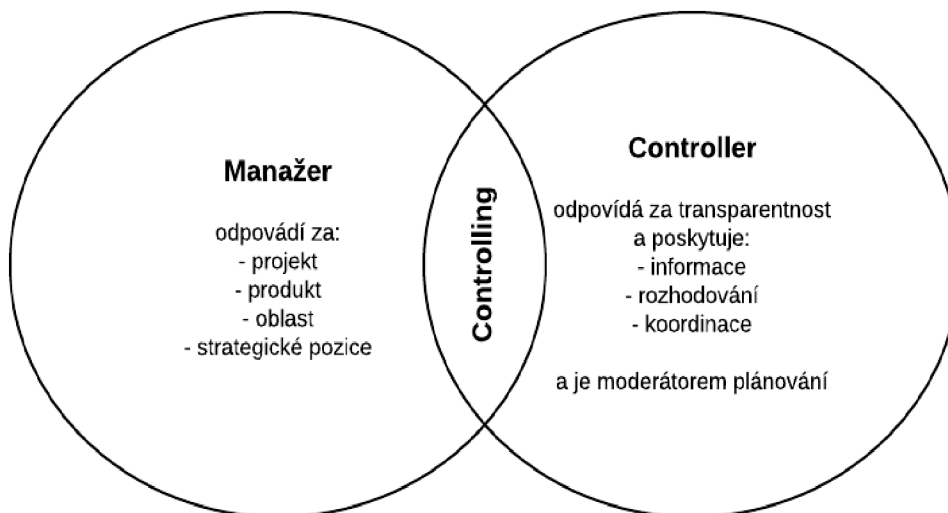 Manažer
odpovádí za:
- projekt
- produkt
- oblast
- strategické pozice
Controlling
Controller
odpovídá za transparentnost
a poskytuje:
- informace
- rozhodování
- koordinace
a je moderátorem plánování